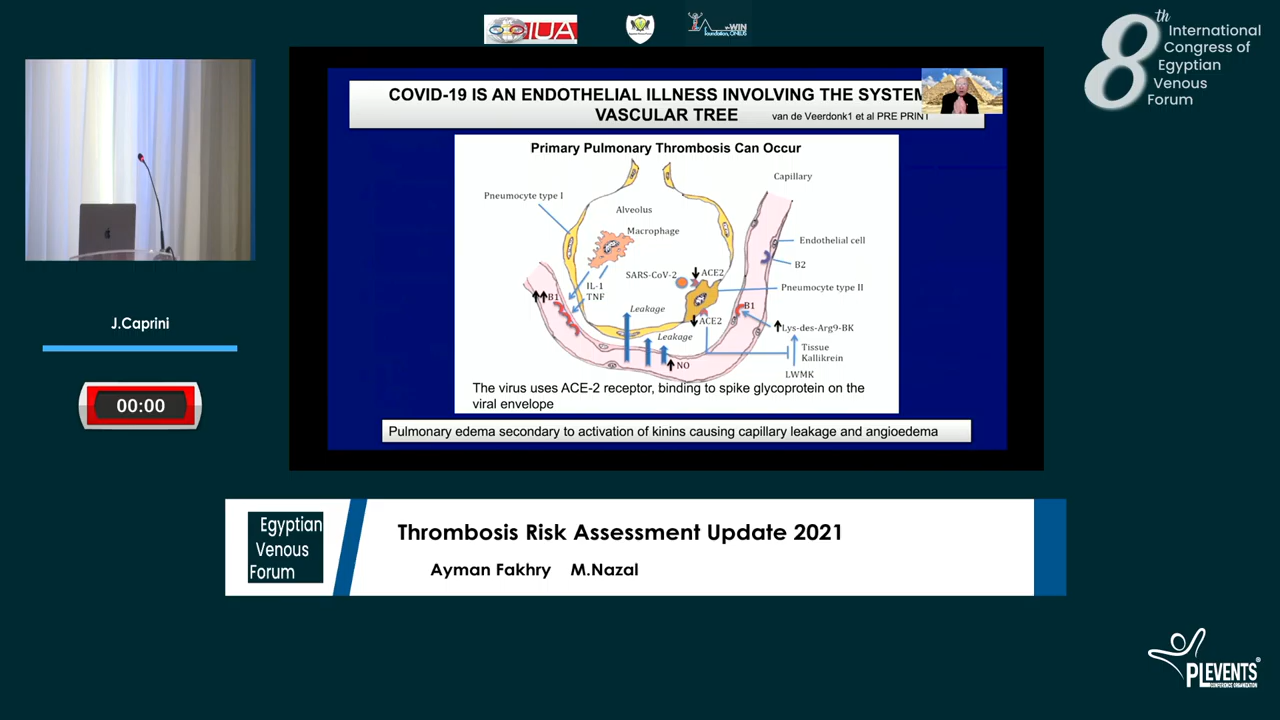 IUA
the WIN
foundation, ONLUS
8th
International
Congress of
Egyptian
Venous
Forum
COVID-19 IS AN ENDOTHELIAL ILLNESS INVOLVING THE SYSTEM
VASCULAR TREE
van de Veerdonk1 et al PRE PRINT
Primary Pulmonary Thrombosis Can Occur
Capillary
Pneumocyte type I
Alveolus
Macrophage
Endothelial cell
B2
SARS-CoV-2
ACE2
Pneumocyte type II
IL-1
TNF
B1
Leakage
B1
ACE2
Lys-des-Arg9-BK
Leakage
Tissue
Kallikrein
NO
LWMK
The virus uses ACE-2 receptor, binding to spike glycoprotein on the
viral envelope
Pulmonary edema secondary to activation of kinins causing capillary leakage and angioedema
J.Caprini
00:00
Egyptian
Venous
Forum
Thrombosis Risk Assessment Update 2021
Ayman Fakhry M.Nazal
PLEVENTS
CONFERENCE ORGANIZATION